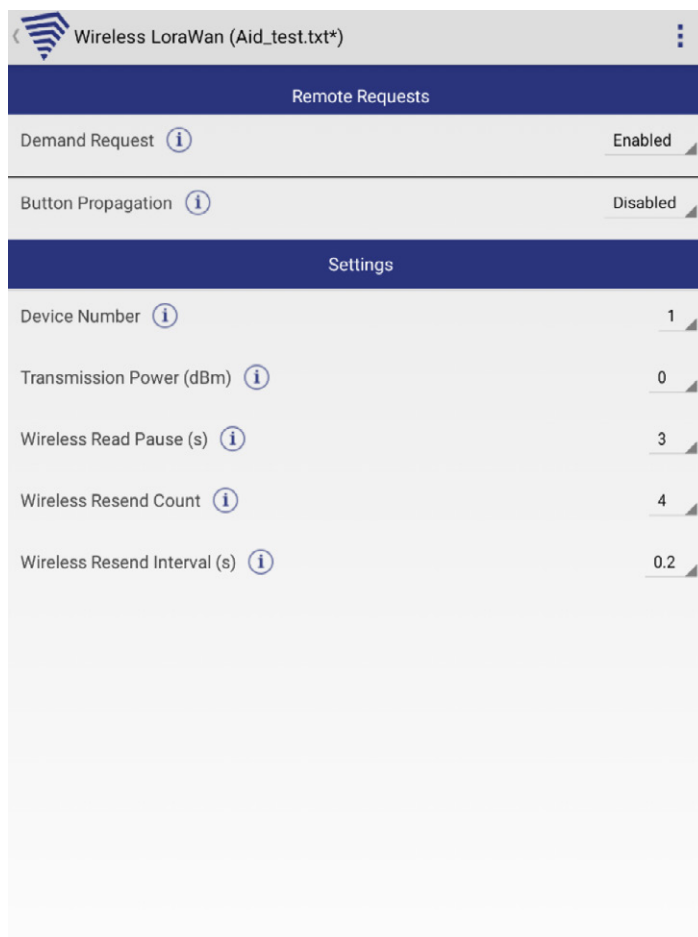 Wireless LoraWan (Aid_test.txt*)
Remote Requests
Demand Request i Enabled
Button Propagation i Disabled
Settings
Device Number i 1
Transmission Power (dBm) i 0
Wireless Read Pause (s) i 3
Wireless Resend Count i 4
Wireless Resend Interval (s) i 0.2